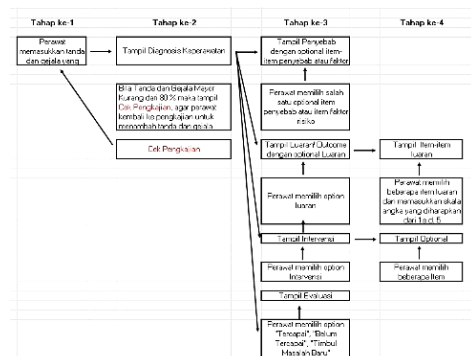 Tahap ke-1
Tahap ke-2
Tahap ke-3
Tahap ke-4
Perawat
memasukkan tanda
dan gejala yang
Tampil Diagnosis Keperawatan
Bila Tanda dan Gejala Mayor
Kurang dari 80 % maka tampil
Cek Pengkajian, agar perawat
kembali ke pengkajian untuk
menambah tanda dan gejala
Cek Pengkajian
Tampil Penyebab
dengan optional item-
item penyebab atau faktor
Perawat memilih salah
satu optional item
penyebab atau item faktor
risiko
Tampil Luaran/ Outcome
dengan optional Luaran
Perawat memilih option
luaran
Tampil Intervensi
Perawat memilih option
Intervensi
Tampil Evaluasi
Perawat memilih option
"Tercapai", "Belum
Tercapai", "Timbul
Masalah Baru"
Tampil Item-item
luaran
Perawat memilih
beberapa item luaran
dan memasukkan skala
angka yang diharapkan
dari 1 s.d. 5
Tampil Optional
Perawat memilih
beberapa Item